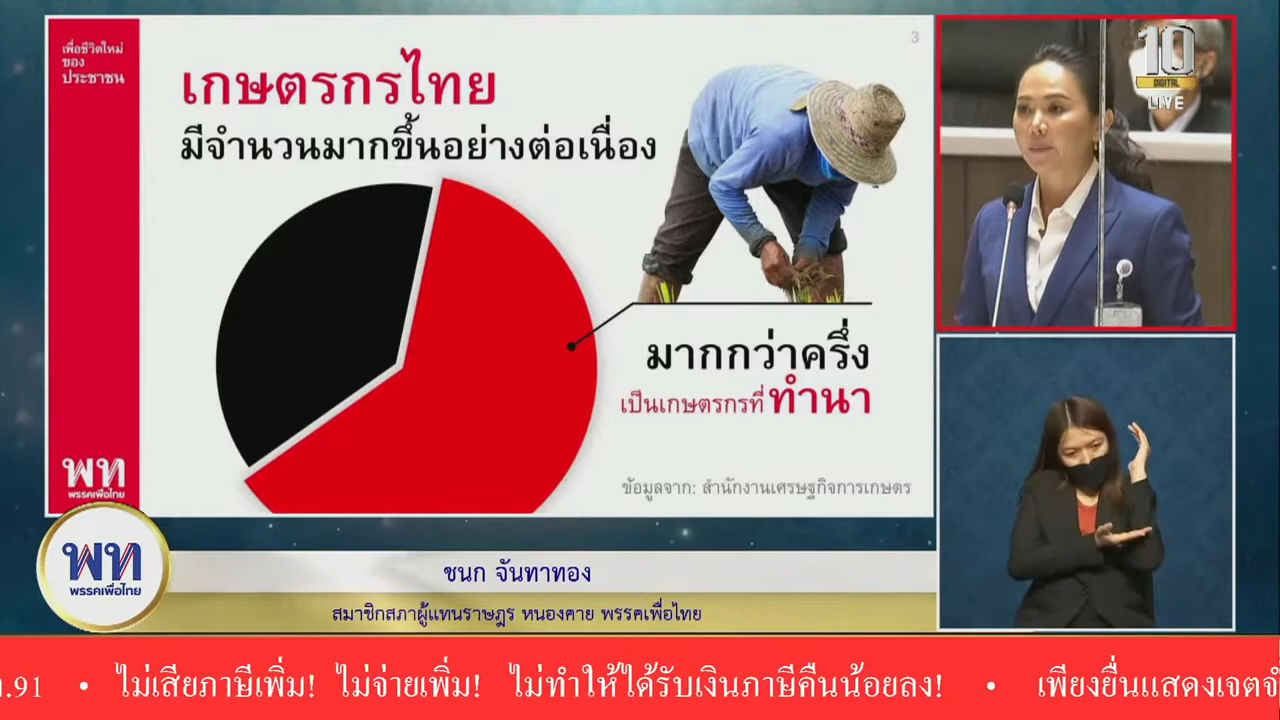 เพื่อชีวิตใหม่
ของ
ประชาชน
3
เกษตรกรไทย
มีจำนวนมากขึ้นอย่างต่อเนื่อง
มากกว่าครึ่ง
เป็นเกษตรกรที่ทำนา
ข้อมูลจาก: สำนักงานเศรษฐกิจการเกษตร
พท
พรรคเพื่อไทย
10
DIGITAL
LIVE
พท
พรรคเพื่อไทย
ชนก จันทาทอง
สมาชิกสภาผู้แทนราษฎร หนองคาย พรรคเพื่อไทย
.91 • ไม่เสียภาษีเพิ่ม! ไม่จ่ายเพิ่ม! ไม่ทำให้ได้รับเงินภาษีคืนน้อยลง! • เพียงยื่นแสดงเจต